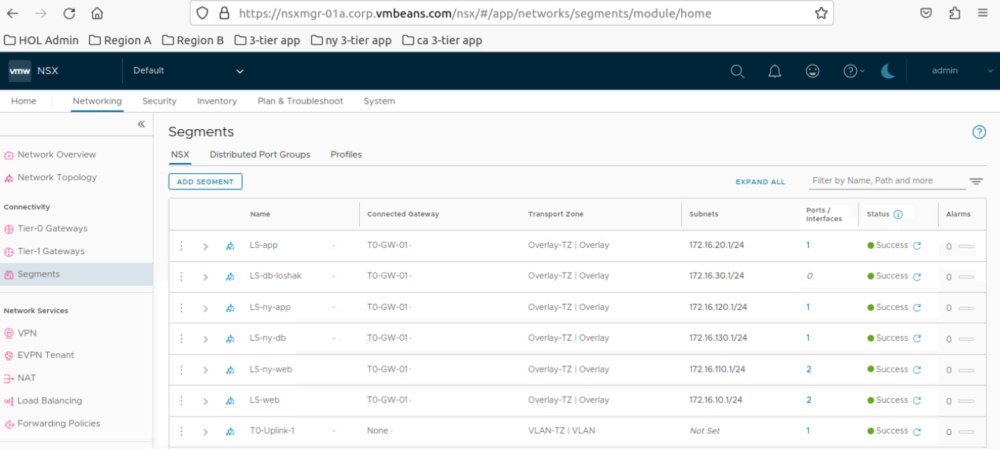 https://nsxmgr-01a.corp.vmbeans.com/nsx/#/app/networks/segments/module/home
HOL Admin Region A Region B 3-tier app ny 3-tier app ca 3-tier app
vmw NSX Default admin
Home Networking Security Inventory Plan & Troubleshoot System
Network Overview
Network Topology
Connectivity
Tier-0 Gateways
Tier-1 Gateways
Segments
Network Services
VPN
EVPN Tenant
NAT
Load Balancing
Forwarding Policies
Segments
NSX Distributed Port Groups Profiles
ADD SEGMENT EXPAND ALL Filter by Name, Path and more
Name Connected Gateway Transport Zone Subnets Ports / Interfaces Status Alarms
LS-app T0-GW-01 Overlay-TZ | Overlay 172.16.20.1/24 1 Success 0
LS-db-loshak T0-GW-01 Overlay-TZ | Overlay 172.16.30.1/24 0 Success 0
LS-ny-app T0-GW-01 Overlay-TZ | Overlay 172.16.120.1/24 1 Success 0
LS-ny-db T0-GW-01 Overlay-TZ | Overlay 172.16.130.1/24 1 Success 0
LS-ny-web T0-GW-01 Overlay-TZ | Overlay 172.16.110.1/24 2 Success 0
LS-web T0-GW-01 Overlay-TZ | Overlay 172.16.10.1/24 2 Success 0
T0-Uplink-1 None VLAN-TZ | VLAN Not Set 1 Success 0